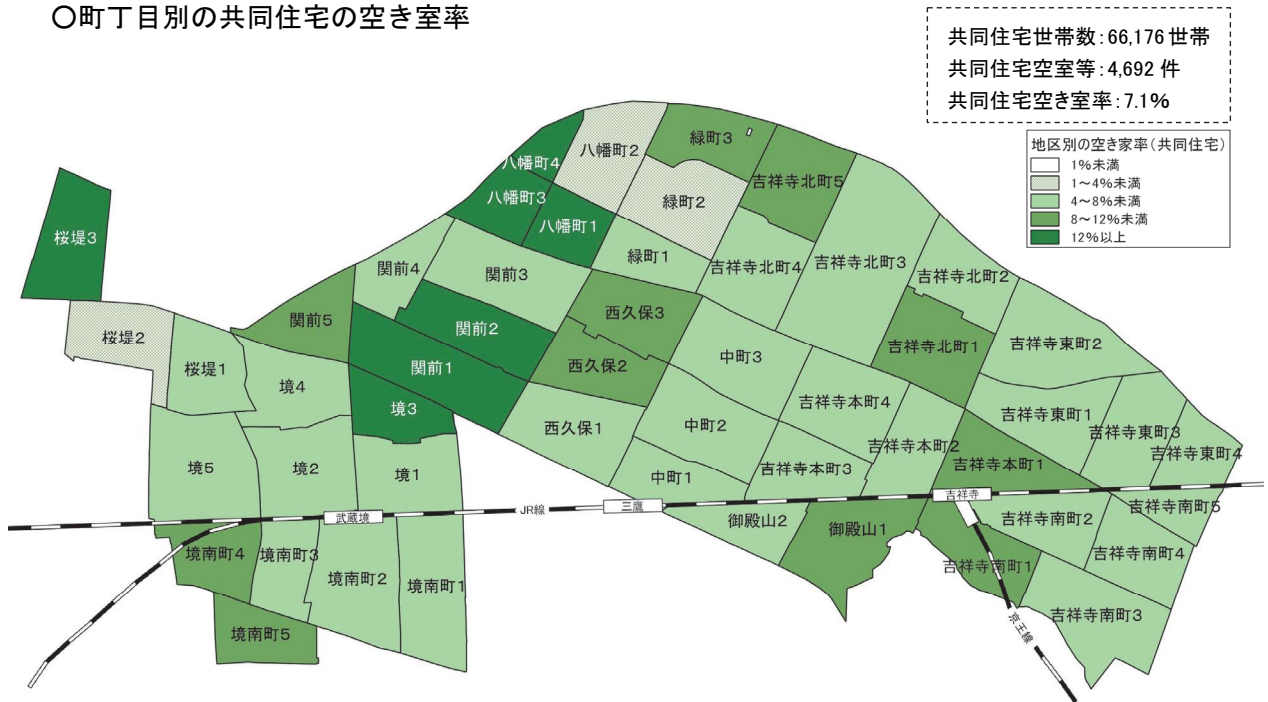 〇町丁目別の共同住宅の空き室率
共同住宅世帯数：66,176 世帯
共同住宅空室等：4,692 件
共同住宅空き室率：7.1％
地区別の空き家率（共同住宅）
1％未満
1～4％未満
4～8％未満
8～12％未満
12％以上
八幡町4
八幡町2
緑町3
八幡町3
八幡町1
緑町2
吉祥寺北町5
桜堤3
関前4
関前3
緑町1
吉祥寺北町4
吉祥寺北町3
吉祥寺北町2
桜堤2
関前5
関前2
西久保3
吉祥寺北町1
吉祥寺東町2
桜堤1
境4
関前1
西久保2
中町3
境3
西久保1
中町2
吉祥寺本町4
吉祥寺東町1
吉祥寺東町3
吉祥寺本町2
吉祥寺東町4
境5
境2
境1
中町1
吉祥寺本町3
吉祥寺本町1
武蔵境
JR線
三鷹
吉祥寺
吉祥寺南町5
境南町4
境南町3
境南町2
境南町1
御殿山2
御殿山1
吉祥寺南町2
吉祥寺南町4
吉祥寺南町1
境南町5
吉祥寺南町3
京王線